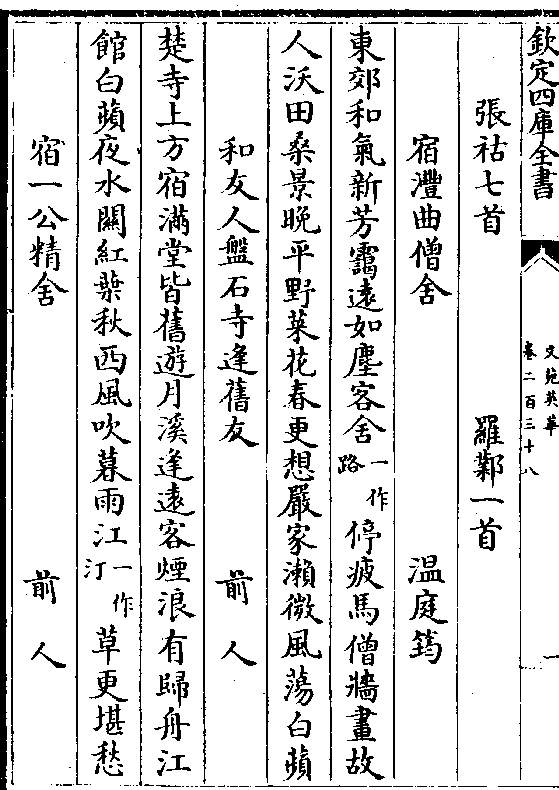 欽定四庫全書
文苑英華
卷二百三十八
一
張祜七首 羅鄴一首
宿灃曲僧舍 温庭筠
東郊和氣新芳靄遠如塵客舍一作路停疲馬僧牆畫故
人沃田桑景晚平野菜花春更想嚴家瀨微風蕩白蘋
和友人盤石寺逢舊友 前人
楚寺上方宿滿堂皆舊遊月溪逢遠客煙浪有歸舟江
館白蘋夜水關紅葉秋西風吹暮雨江一作汀草更堪愁
宿一公精舍 前人